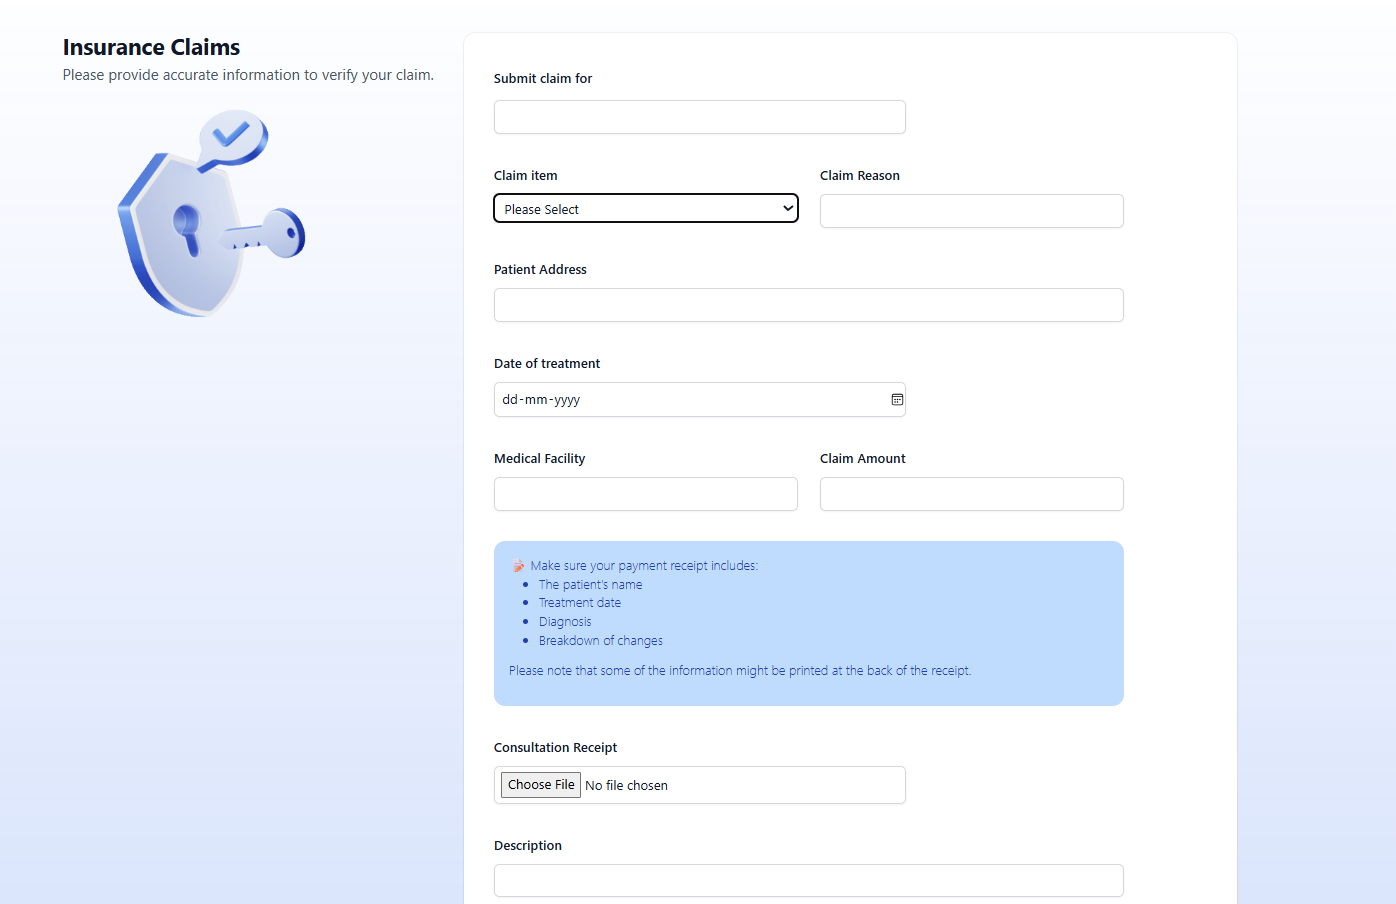 Insurance Claims
Please provide accurate information to verify your claim.
Submit claim for
Claim item
Claim Reason
Please Select
Patient Address
Date of treatment
dd-mm-yyyy
Medical Facility
Claim Amount
Make sure your payment receipt includes:
The patient's name
Treatment date
Diagnosis
Breakdown of changes
Please note that some of the information might be printed at the back of the receipt.
Consultation Receipt
Choose File No file chosen
Description